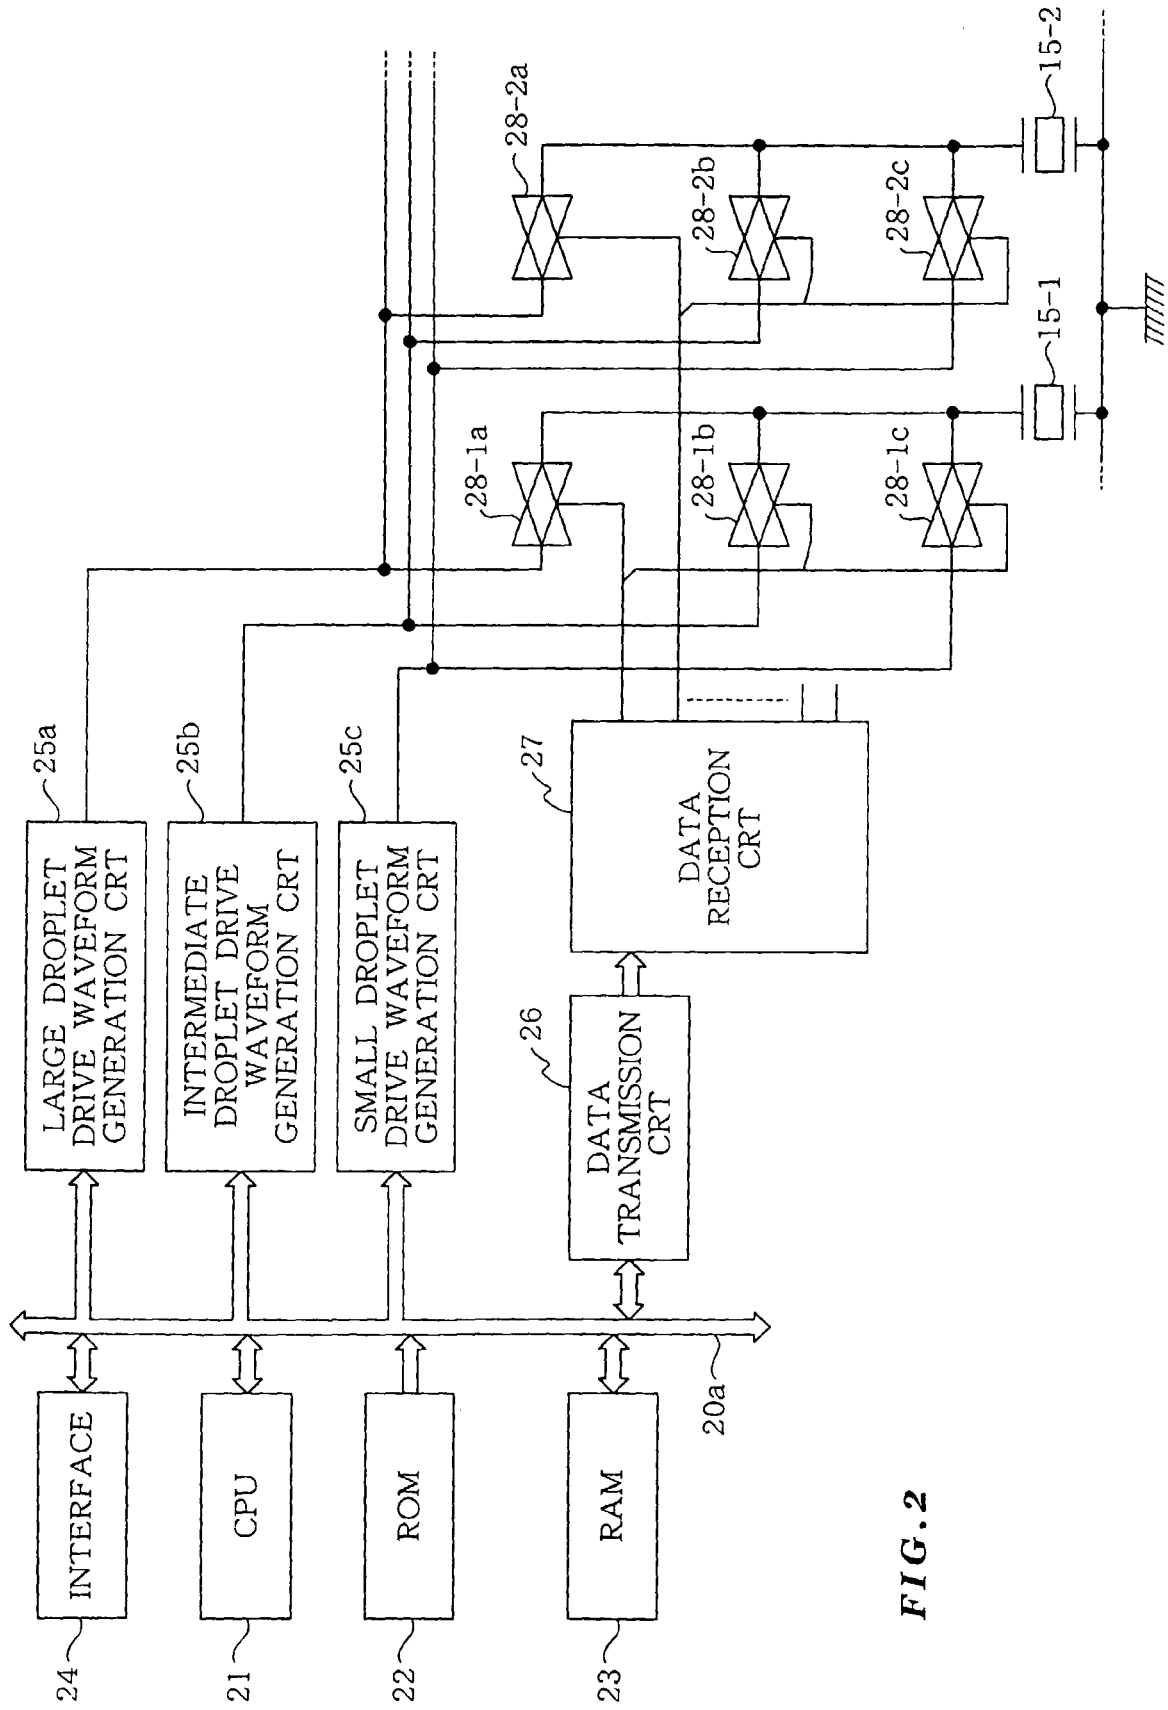 24
INTERFACE
21
CPU
22
ROM
23
RAM
20a
LARGE DROPLET
DRIVE WAVEFORM
GENERATION CRT
25a
INTERMEDIATE
DROPLET DRIVE
WAVEFORM
GENERATION CRT
25b
SMALL DROPLET
DRIVE WAVEFORM
GENERATION CRT
25c
26
DATA
TRANSMISSION
CRT
27
DATA
RECEPTION
CRT
28-1a
28-1b
28-1c
15-1
28-2a
28-2b
28-2c
15-2
FIG.2